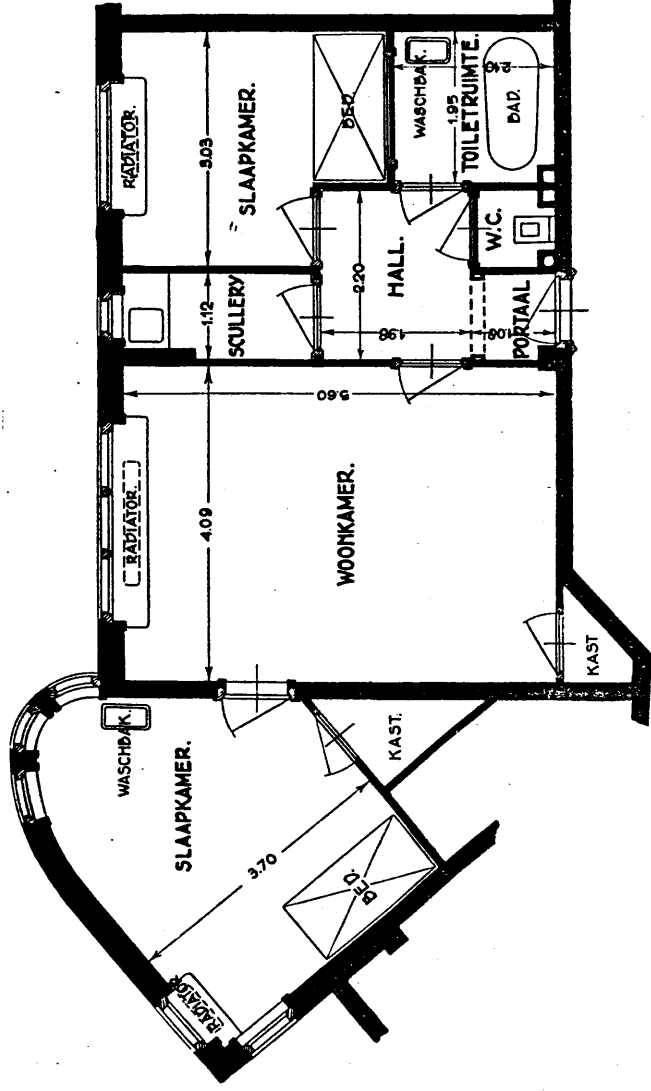 RADIATOR.
3.03
SLAAPKAMER.
BED.
WASCHBAK.
1.95
TOILETRUIMTE.
2.10
BAD.
1.12
SCULLERY
2.20
HALL.
W.C.
1.98
1.08
PORTAAL
RADIATOR.
4.09
5.60
WOONKAMER.
KAST
WASCHBAK.
SLAAPKAMER.
KAST.
3.70
BED.
RADIATOR